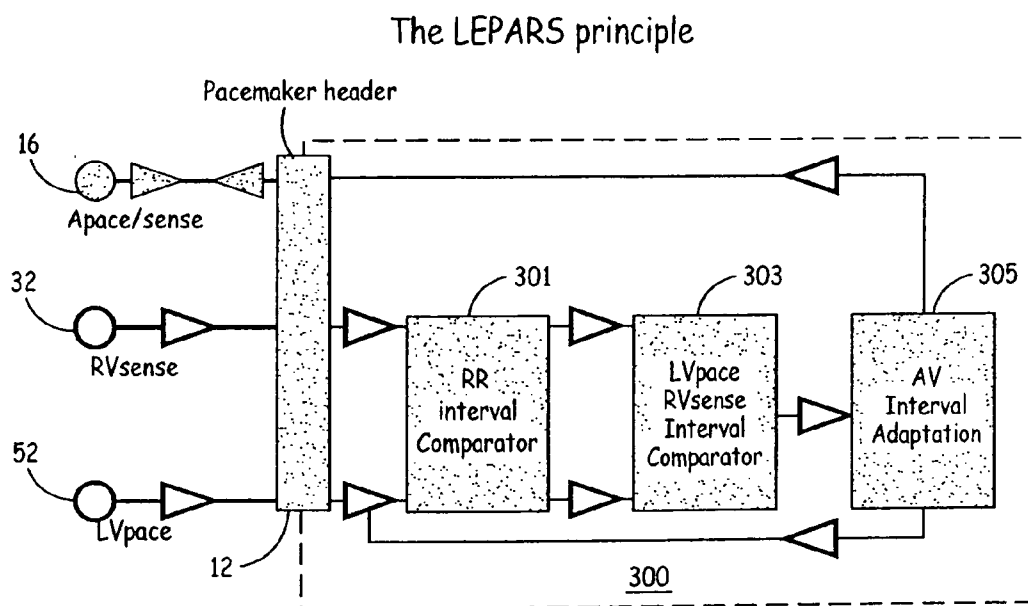 The LEPARS principle
Pacemaker header
16
Apace/sense
32
RVsense
301
RR
interval
Comparator
303
LVpace
RVsense
Interval
Comparator
305
AV
Interval
Adaptation
52
LVpace
12
300